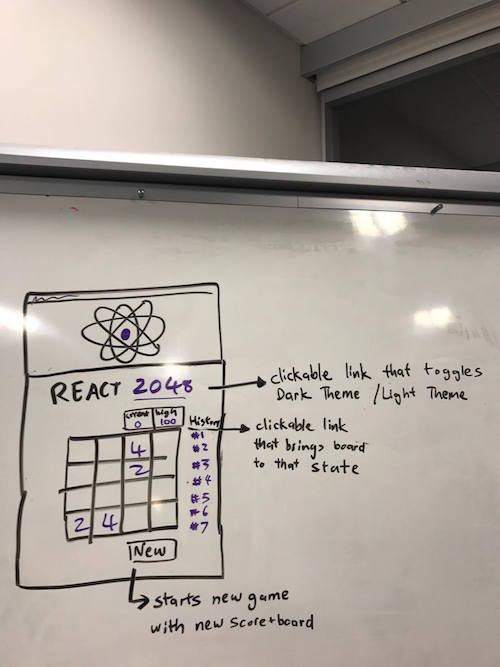 REACT 2048
current high
0 100
History
#1
#2
#3
#4
#5
#6
#7
4
2
2 4
New
clickable link that toggles
Dark Theme / Light Theme
clickable link
that brings board
to that state
starts new game
with new score+board